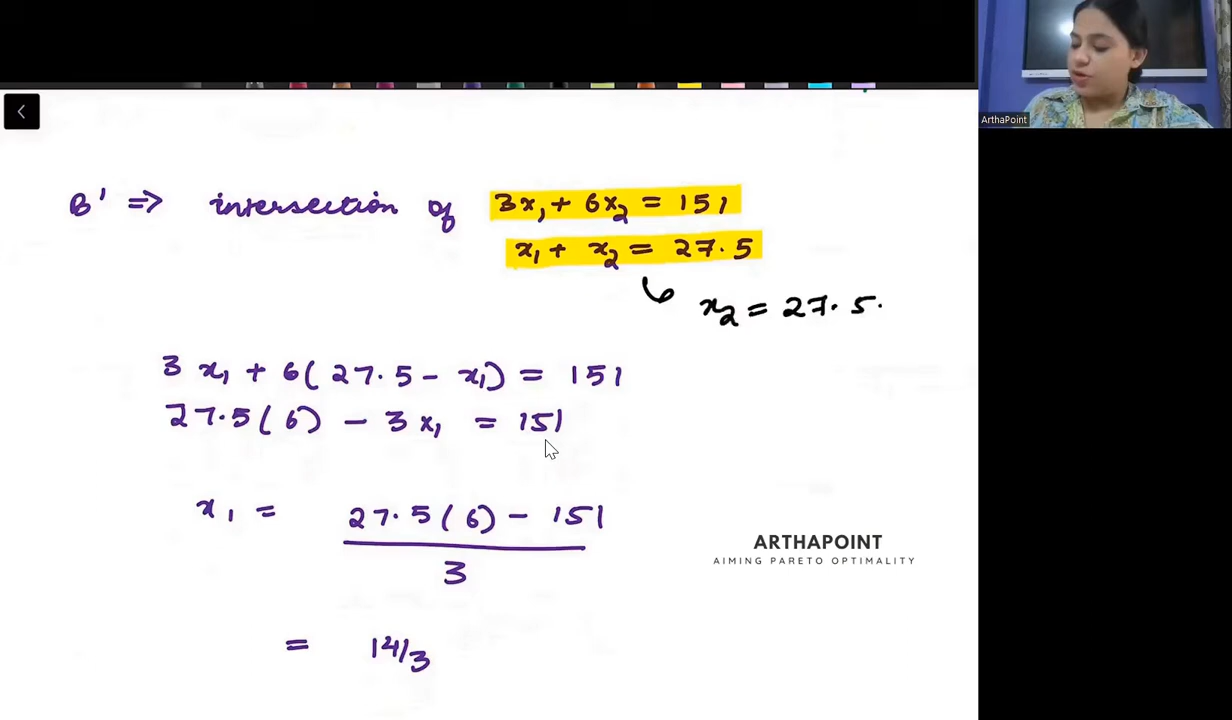 ArthaPoint
B' => intersection of 3x₁ + 6x₂ = 151
x₁ + x₂ = 27.5
x₂ = 27.5.
3x₁ + 6(27.5 - x₁) = 151
27.5(6) - 3x₁ = 151
x₁ = 27.5(6) - 151
3
= 14/3
ARTHAPOINT
AIMING PARETO OPTIMALITY